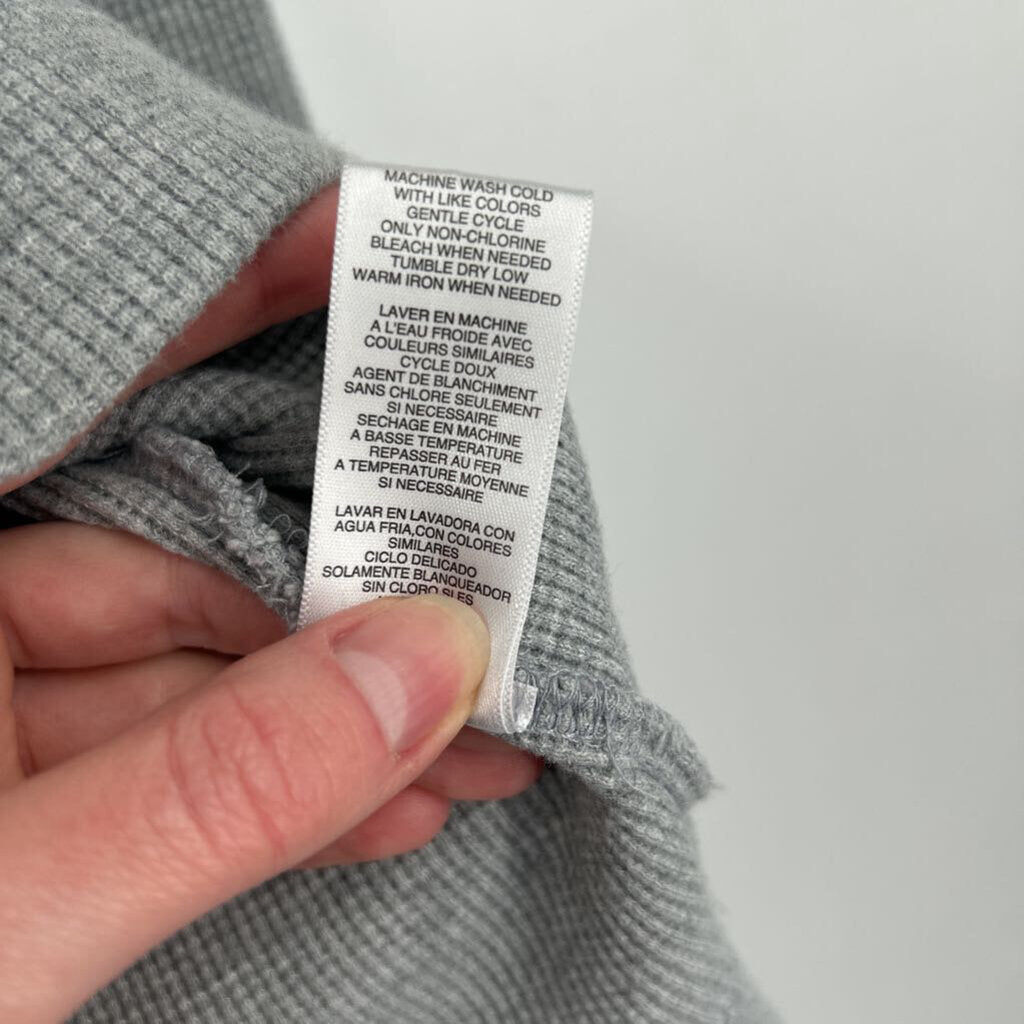 MACHINE WASH COLD
WITH LIKE COLORS
GENTLE CYCLE
ONLY NON-CHLORINE
BLEACH WHEN NEEDED
TUMBLE DRY LOW
WARM IRON WHEN NEEDED
LAVER EN MACHINE
A L'EAU FROIDE AVEC
COULEURS SIMILAIRES
CYCLE DOUX
AGENT DE BLANCHIMENT
SANS CHLORE SEULEMENT
SI NECESSAIRE
SECHAGE EN MACHINE
A BASSE TEMPERATURE
REPASSER AU FER
A TEMPERATURE MOYENNE
SI NECESSAIRE
LAVAR EN LAVADORA CON
AGUA FRIA,CON COLORES
SIMILARES
CICLO DELICADO
SOLAMENTE BLANQUEADOR
SIN CLORO SI ES